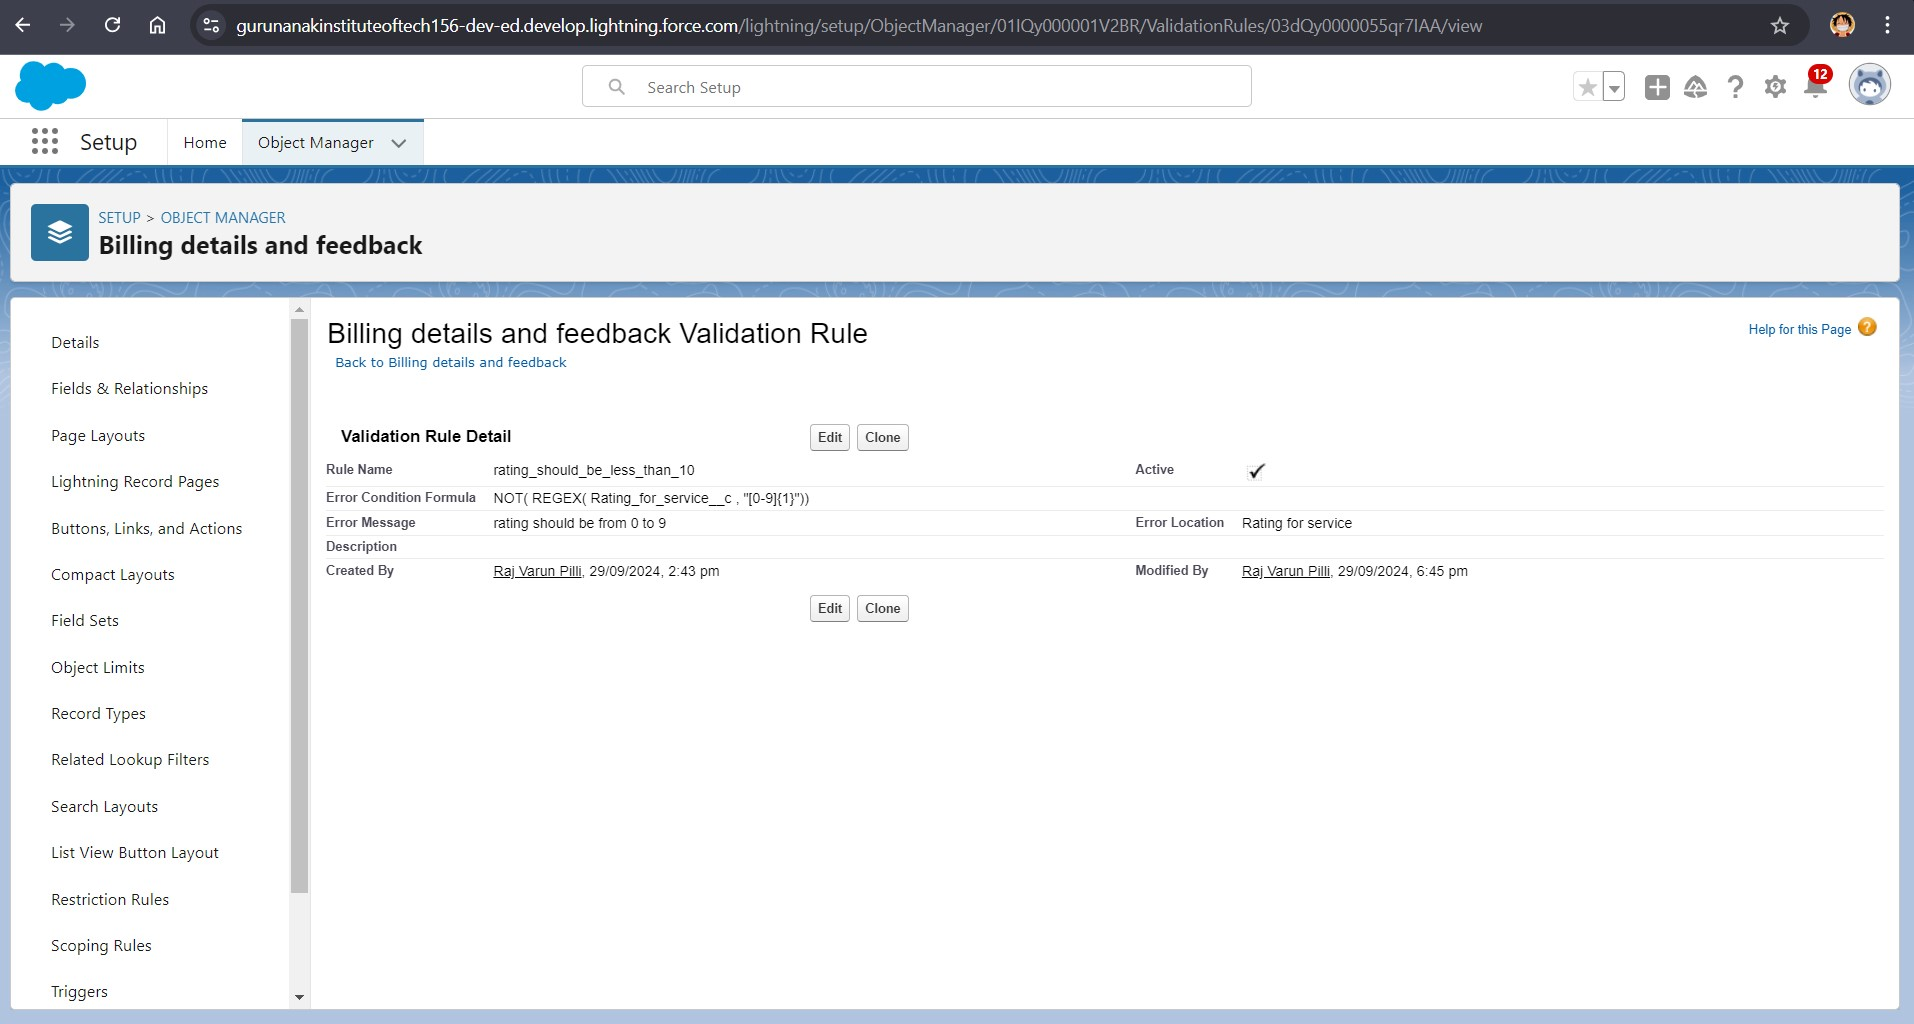 gurunanakinstituteoftech156-dev-ed.develop.lightning.force.com/lightning/setup/ObjectManager/01IQy000001V2BR/ValidationRules/03dQy0000055qr7IAA/view
Search Setup
12
Setup
Home
Object Manager
SETUP > OBJECT MANAGER
Billing details and feedback
Details
Fields & Relationships
Page Layouts
Lightning Record Pages
Buttons, Links, and Actions
Compact Layouts
Field Sets
Object Limits
Record Types
Related Lookup Filters
Search Layouts
List View Button Layout
Restriction Rules
Scoping Rules
Triggers
Billing details and feedback Validation Rule
Help for this Page ?
Back to Billing details and feedback
Validation Rule Detail Edit Clone
Rule Name rating_should_be_less_than_10 Active
Error Condition Formula NOT( REGEX( Rating_for_service__c , "[0-9]{1}"))
Error Message rating should be from 0 to 9 Error Location Rating for service
Description
Created By Raj Varun Pilli, 29/09/2024, 2:43 pm Modified By Raj Varun Pilli, 29/09/2024, 6:45 pm
Edit Clone